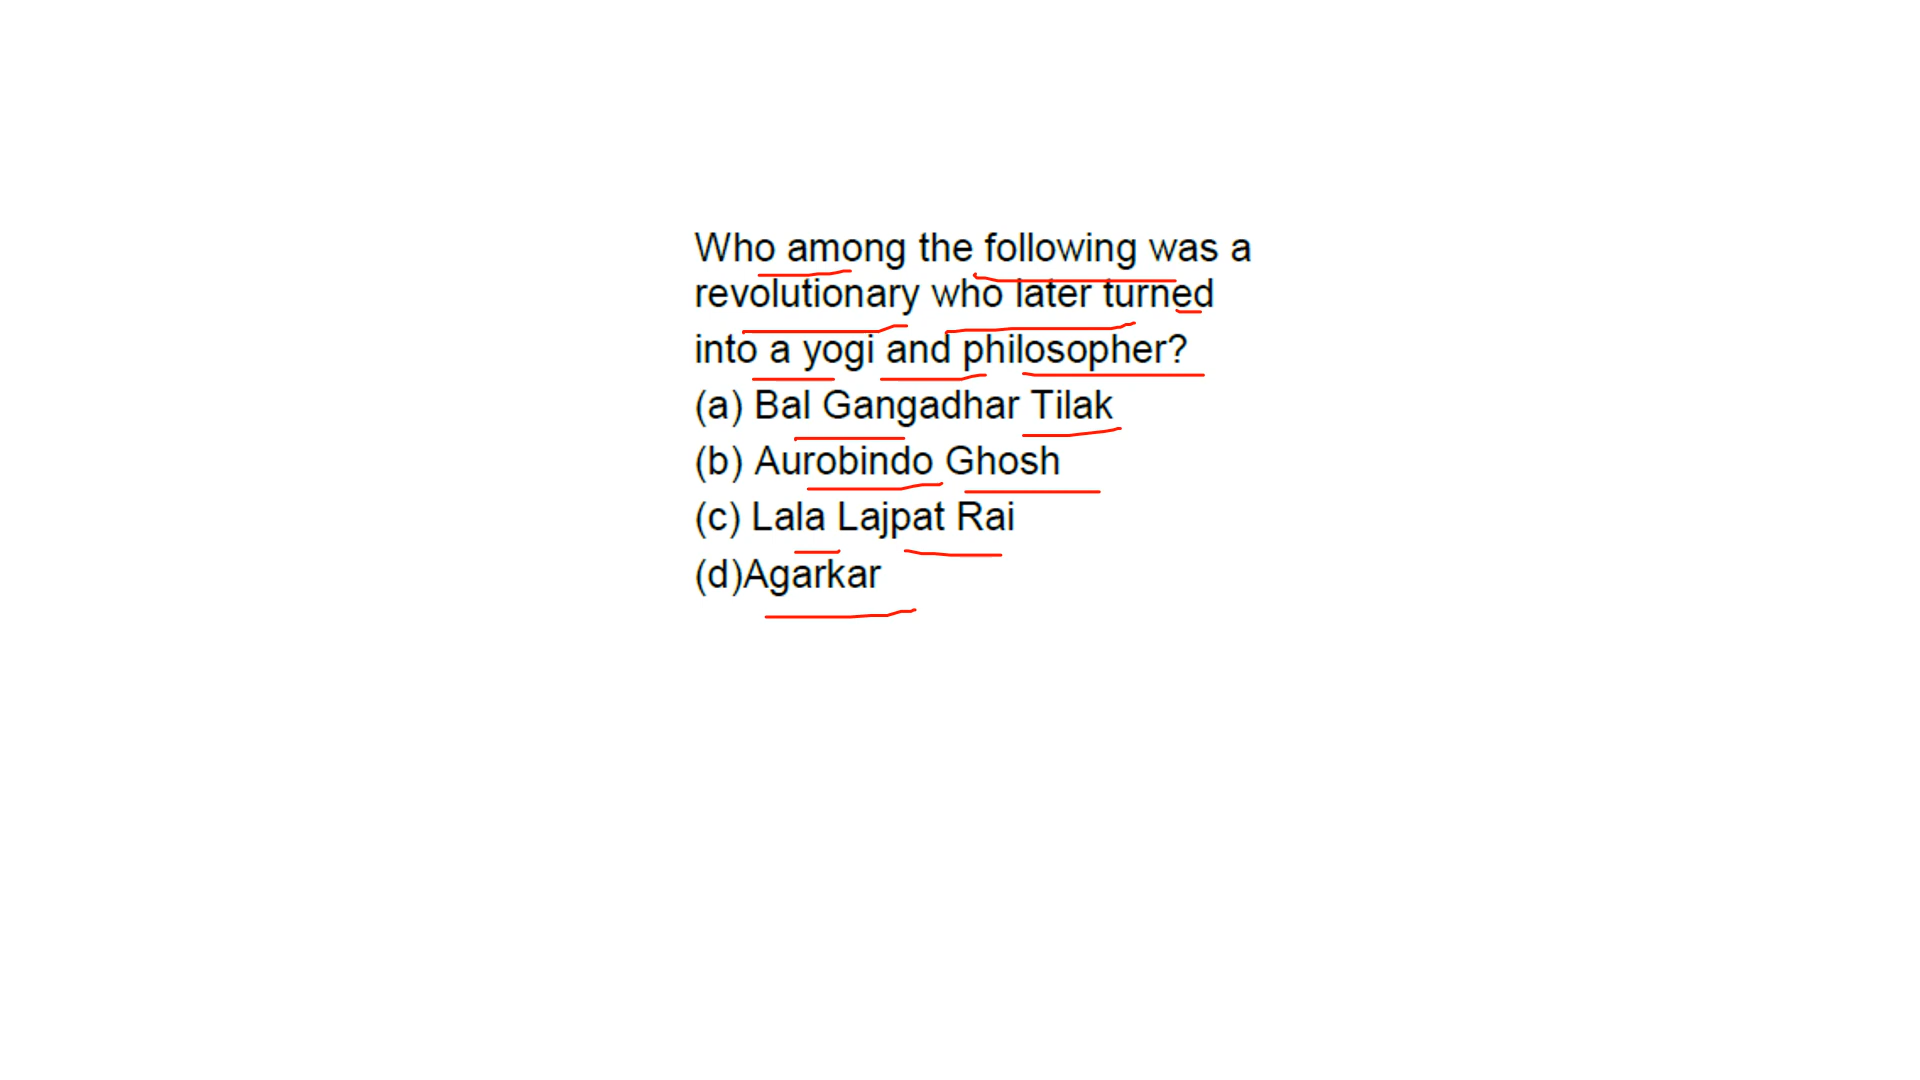 Who among the following was a
revolutionary who later turned
into a yogi and philosopher?
(a) Bal Gangadhar Tilak
(b) Aurobindo Ghosh
(c) Lala Lajpat Rai
(d)Agarkar